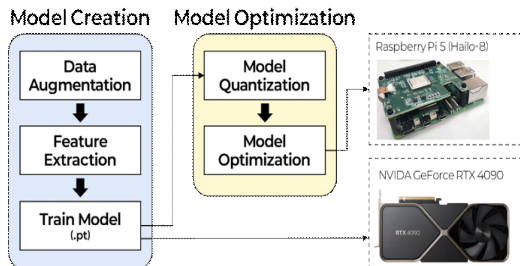 Model Creation
Model Optimization
Data
Augmentation
Feature
Extraction
Train Model
(.pt)
Model
Quantization
Model
Optimization
Raspberry Pi 5 (Hailo-8)
NVIDA GeForce RTX 4090
RTX 4090